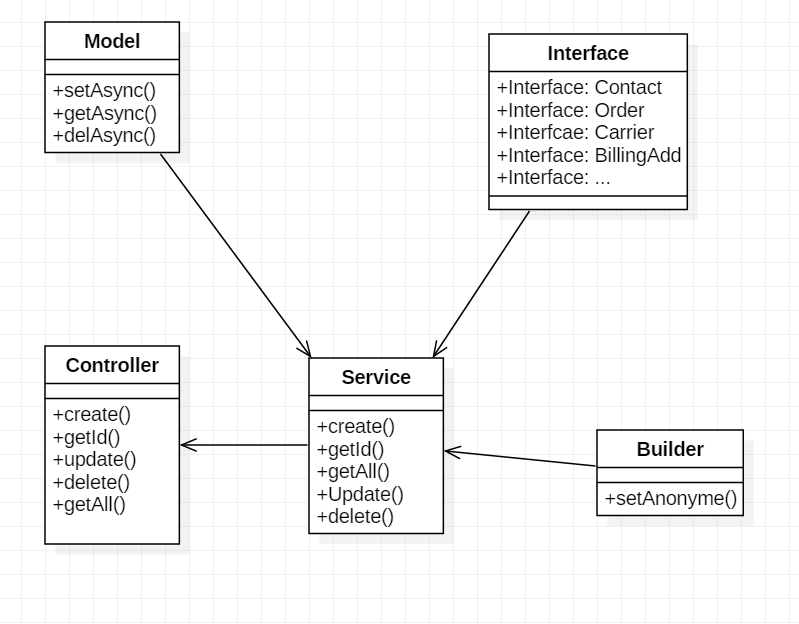 Model
+setAsync()
+getAsync()
+delAsync()
Interface
+Interface: Contact
+Interface: Order
+Interfcae: Carrier
+Interface: BillingAdd
+Interface: ...
Controller
+create()
+getId()
+update()
+delete()
+getAll()
Service
+create()
+getId()
+getAll()
+Update()
+delete()
Builder
+setAnonyme()